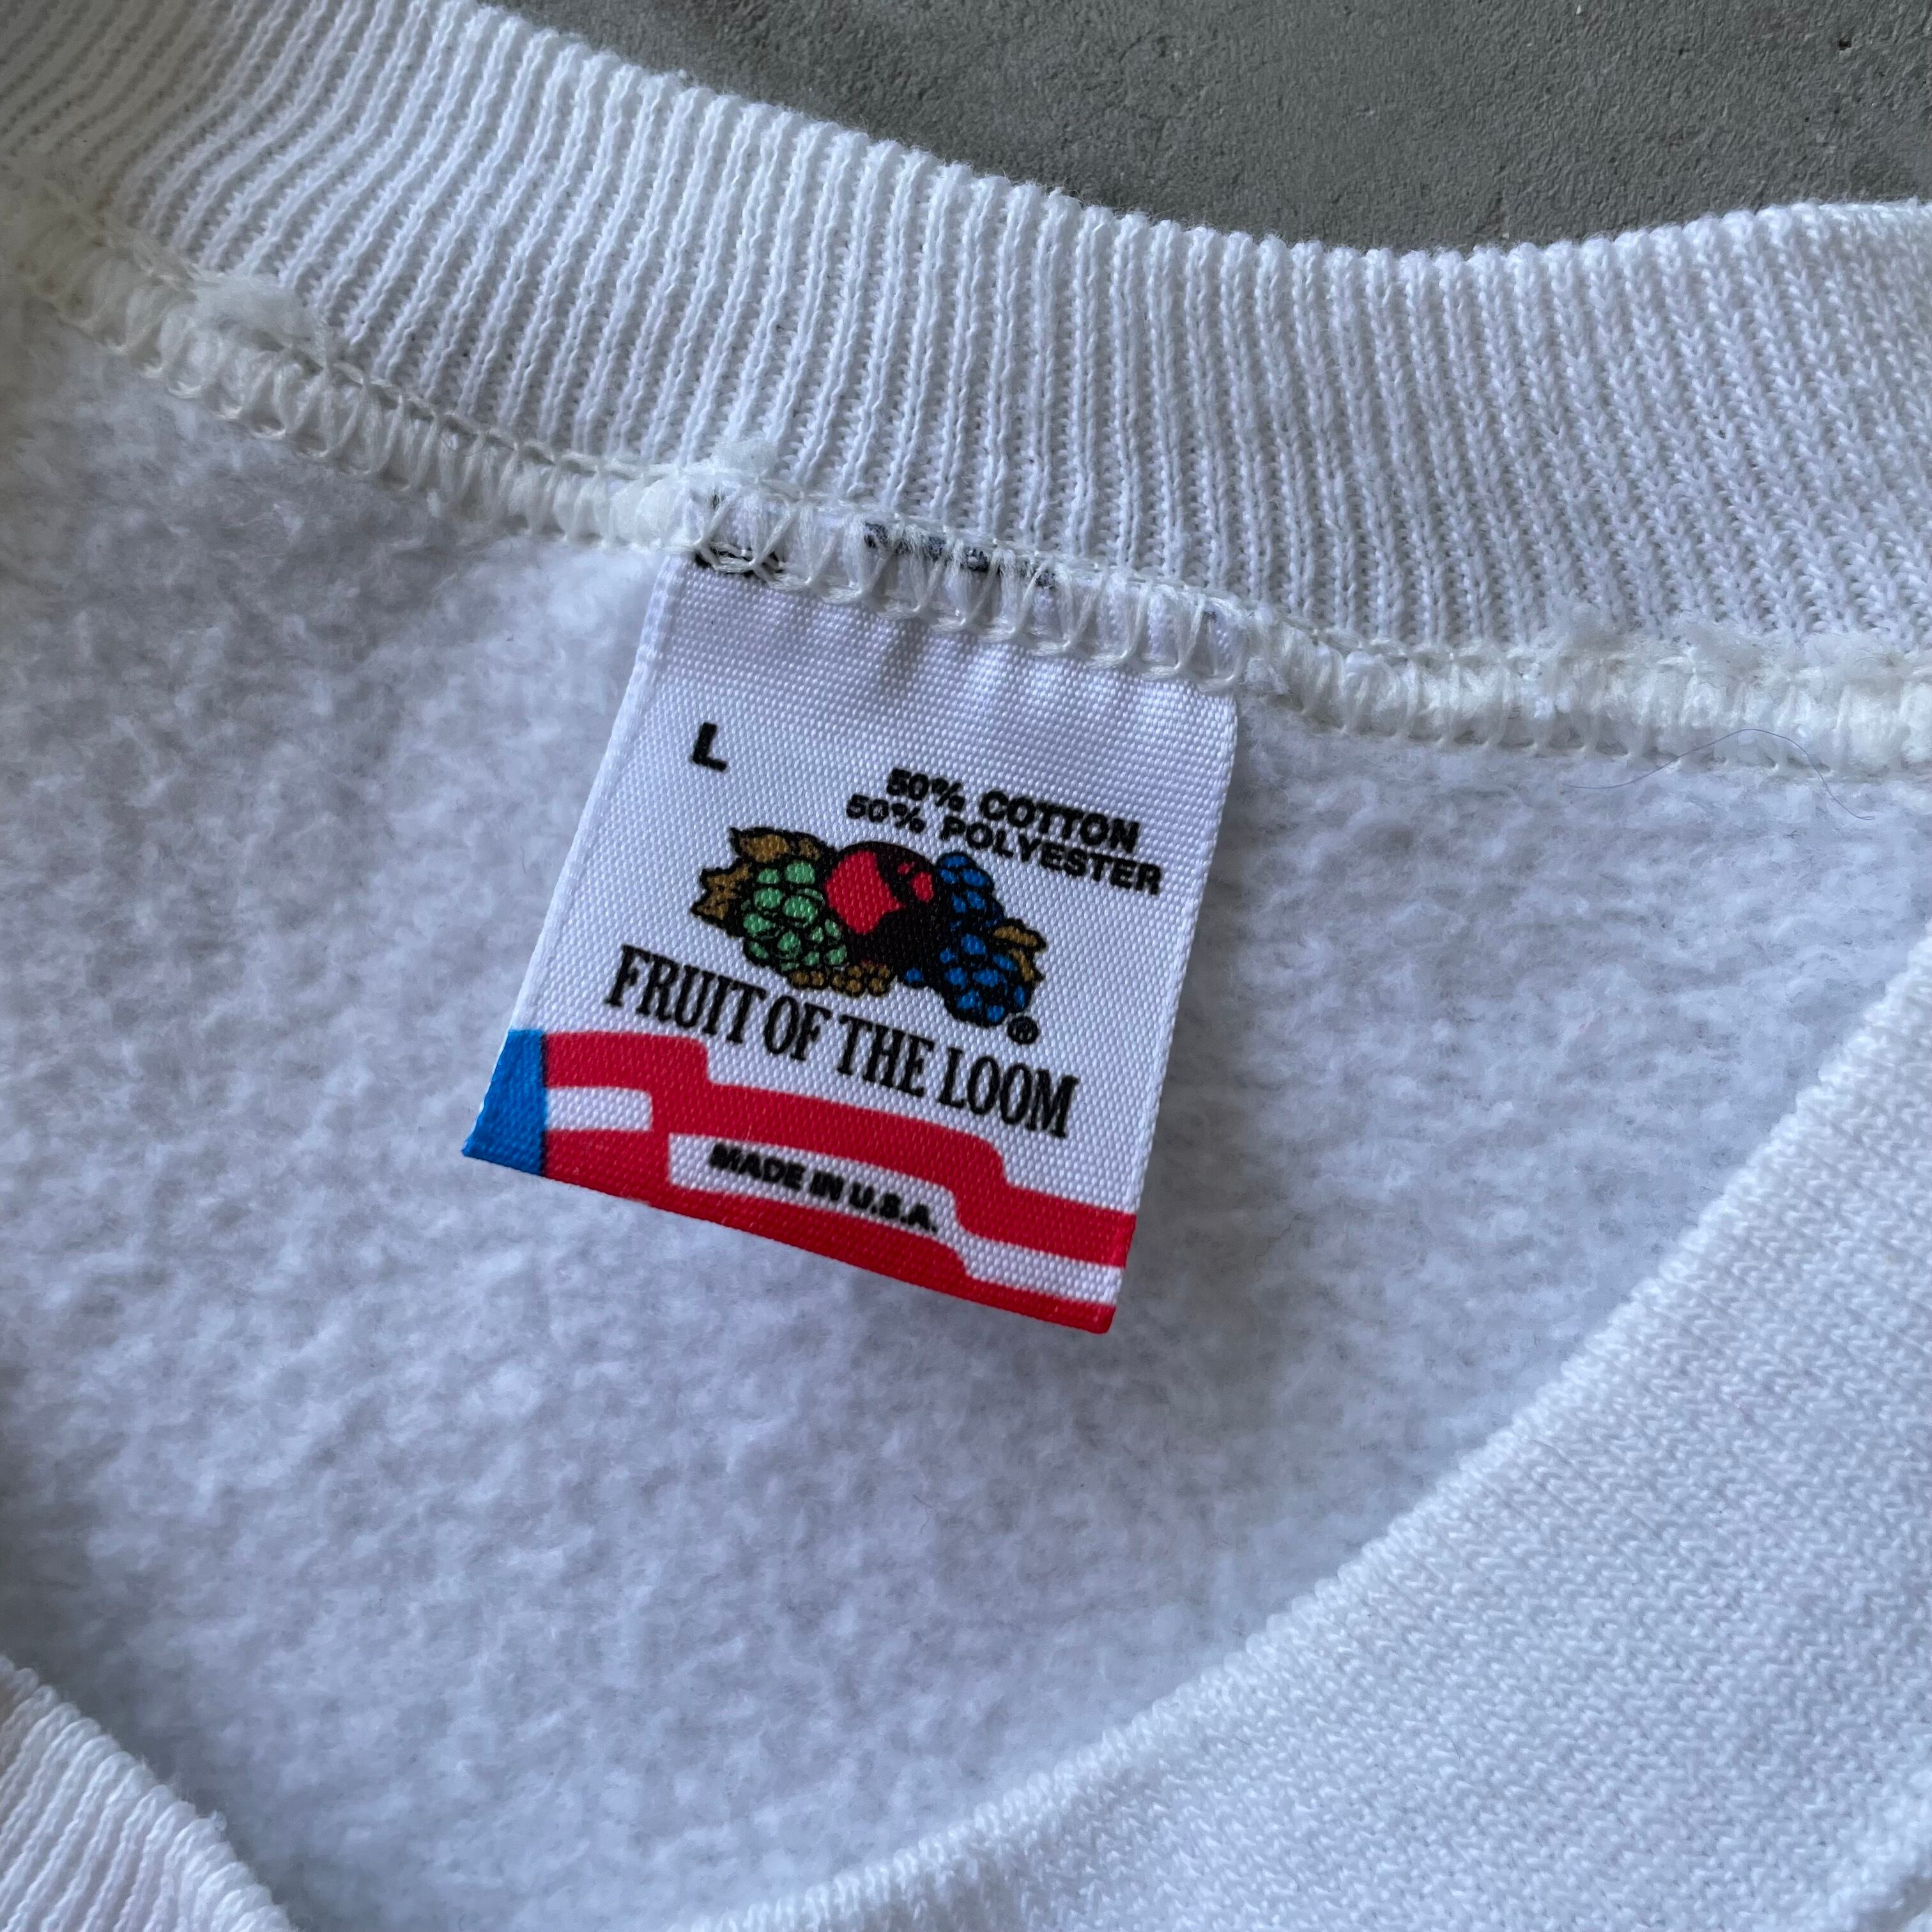 L
50% COTTON
50% POLYESTER
®
FRUIT OF THE LOOM
MADE IN U.S.A.